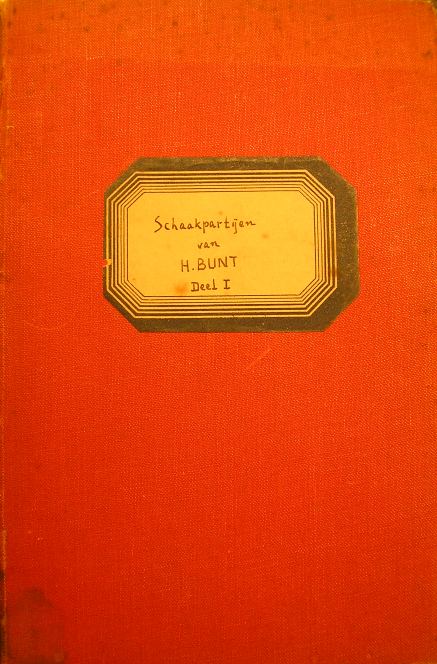 Schaakpartijen
van
H. BUNT
Deel I